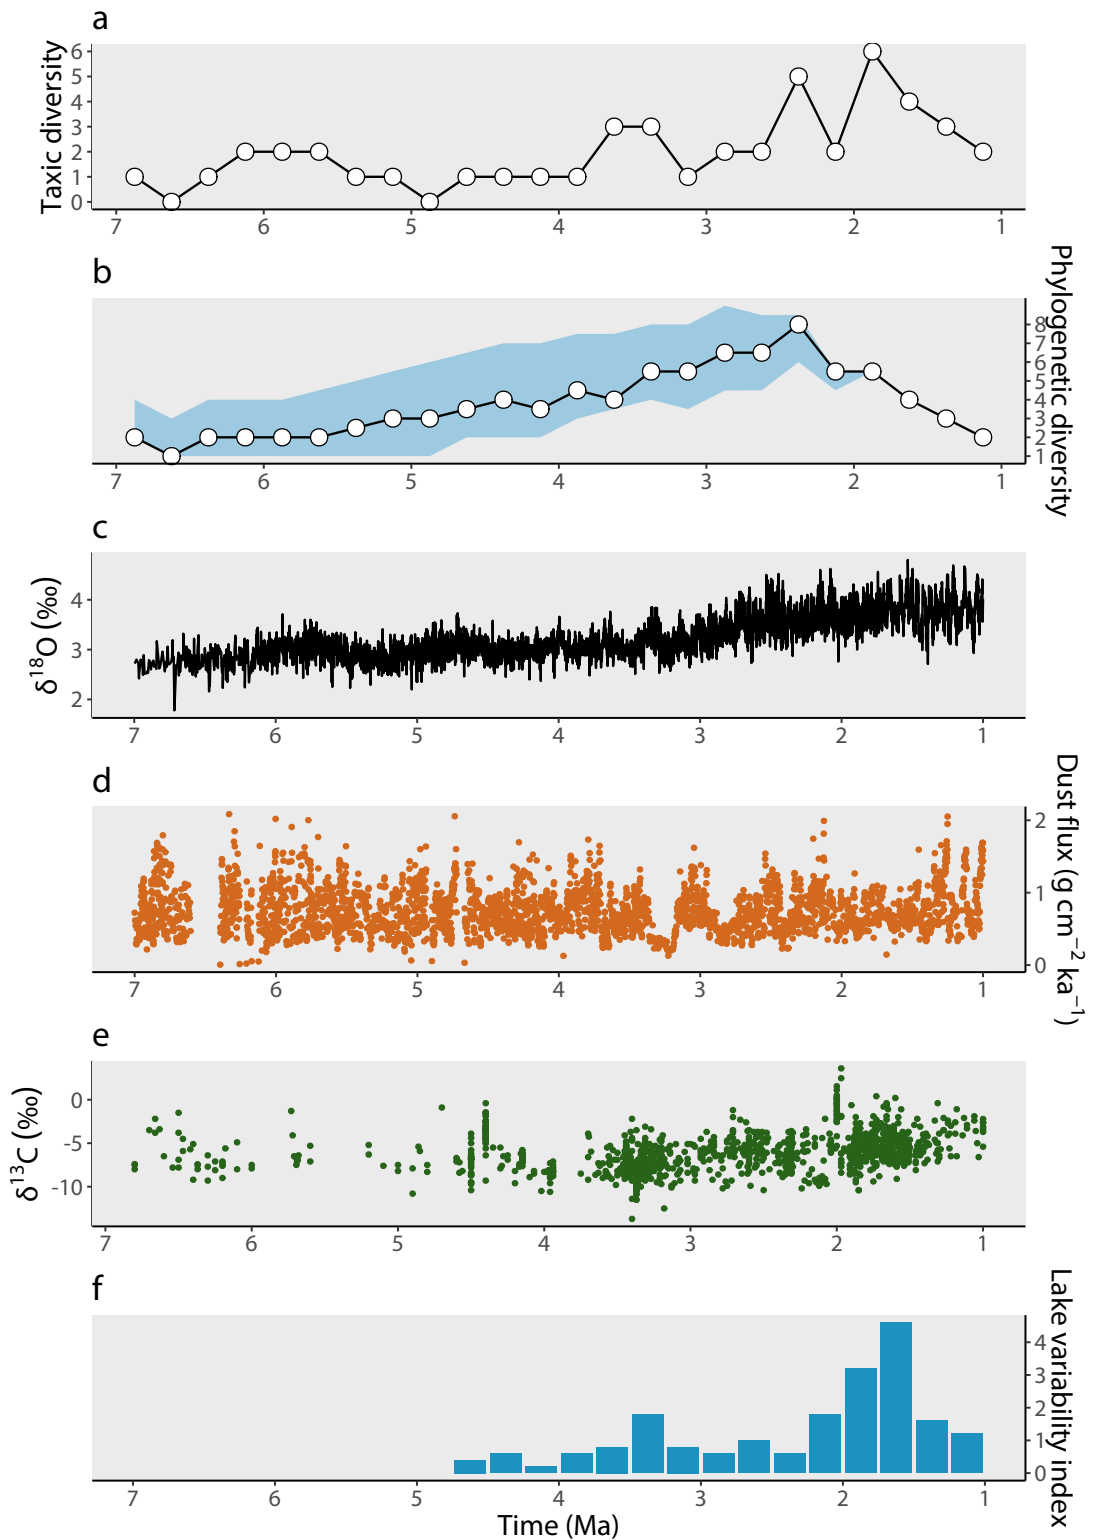 a
Taxic diversity
6
5
4
3
2
1
0
7 6 5 4 3 2 1
b
Phylogenetic diversity
8
7
6
5
4
3
2
1
7 6 5 4 3 2 1
c
δ¹⁸O (‰)
4
3
2
7 6 5 4 3 2 1
d
Dust flux (g cm⁻² ka⁻¹)
2
1
0
7 6 5 4 3 2 1
e
δ¹³C (‰)
0
-5
-10
7 6 5 4 3 2 1
f
Lake variability index
4
3
2
1
0
7 6 5 4 3 2 1
Time (Ma)